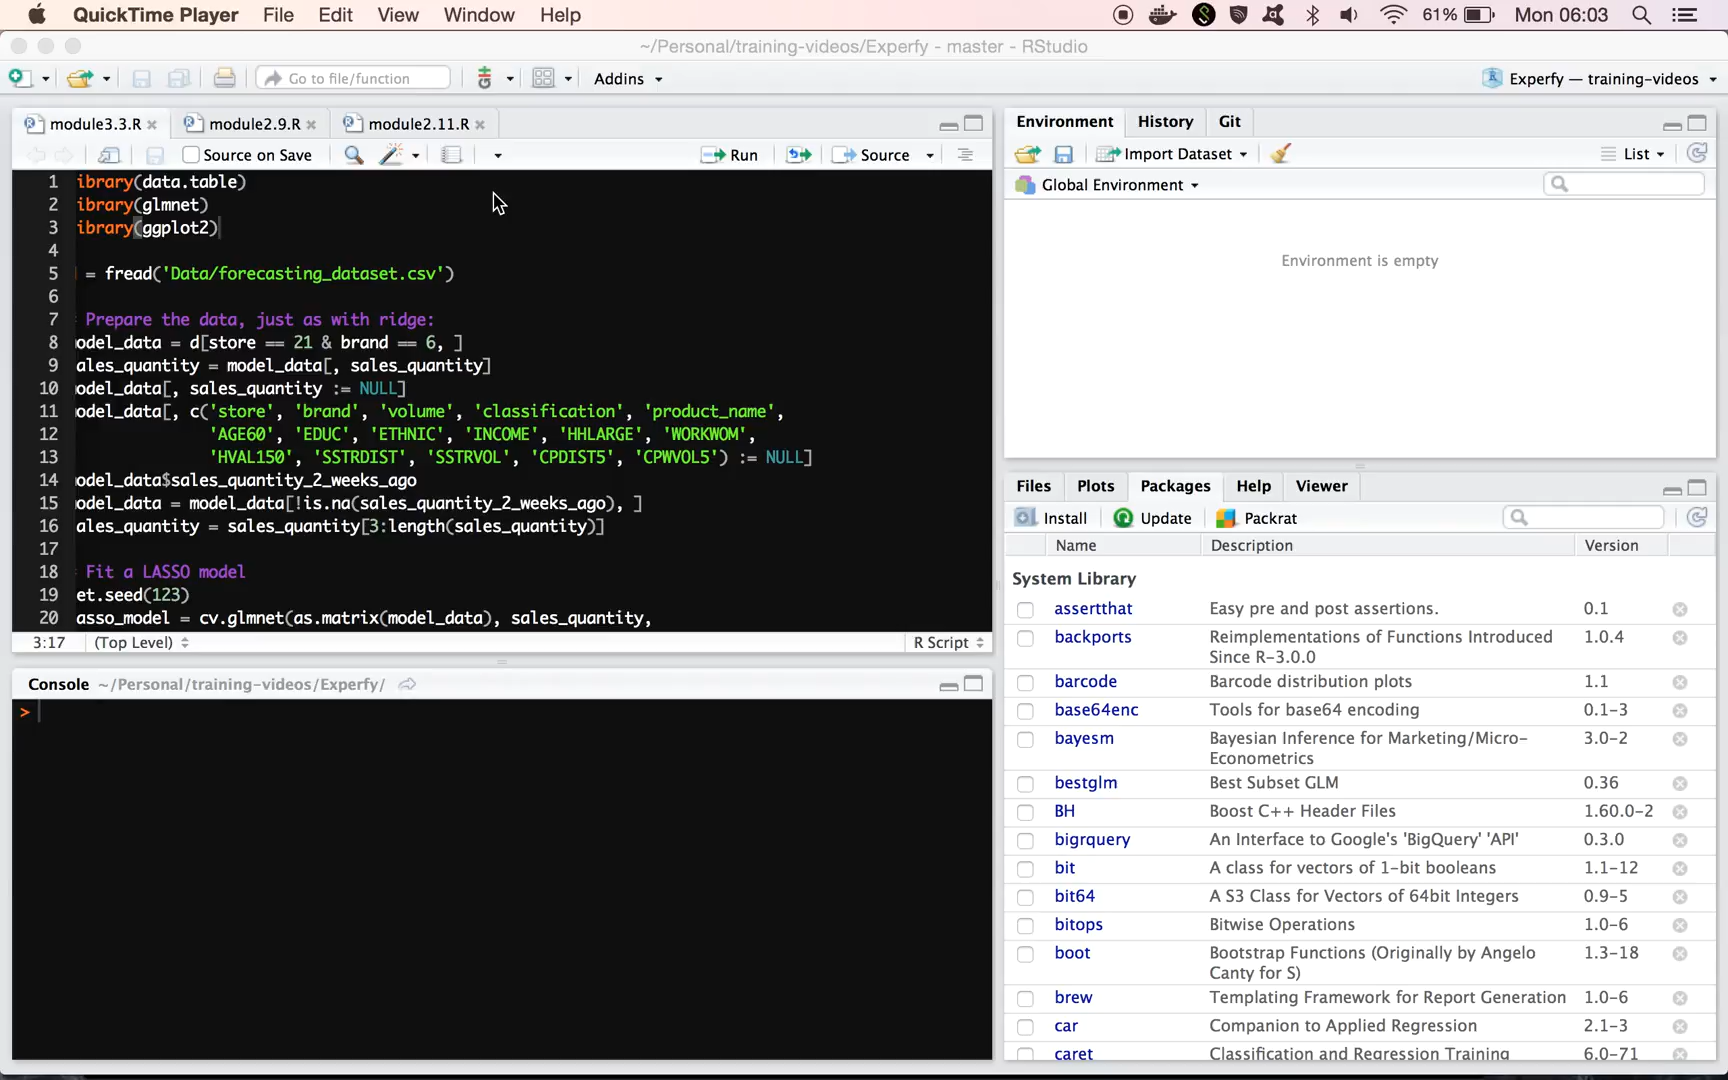 QuickTime Player File Edit View Window Help 61% Mon 06:03
~/Personal/training-videos/Experfy - master - RStudio
Go to file/function Addins Experfy — training-videos
module3.3.R module2.9.R module2.11.R
Source on Save Run Source
1 ibrary(data.table)
2 ibrary(glmnet)
3 ibrary(ggplot2)
4
5 = fread('Data/forecasting_dataset.csv')
6
7 Prepare the data, just as with ridge:
8 odel_data = d[store == 21 & brand == 6, ]
9 ales_quantity = model_data[, sales_quantity]
10 odel_data[, sales_quantity := NULL]
11 odel_data[, c('store', 'brand', 'volume', 'classification', 'product_name',
12 'AGE60', 'EDUC', 'ETHNIC', 'INCOME', 'HHLARGE', 'WORKWOM',
13 'HVAL150', 'SSTRDIST', 'SSTRVOL', 'CPDIST5', 'CPWVOL5') := NULL]
14 odel_data$sales_quantity_2_weeks_ago
15 odel_data = model_data[!is.na(sales_quantity_2_weeks_ago), ]
16 ales_quantity = sales_quantity[3:length(sales_quantity)]
17
18 Fit a LASSO model
19 et.seed(123)
20 asso_model = cv.glmnet(as.matrix(model_data), sales_quantity,
3:17 (Top Level) R Script
Console ~/Personal/training-videos/Experfy/
>
Environment History Git
Import Dataset List
Global Environment
Environment is empty
Files Plots Packages Help Viewer
Install Update Packrat
Name Description Version
System Library
assertthat Easy pre and post assertions. 0.1
backports Reimplementations of Functions Introduced 1.0.4
Since R-3.0.0
barcode Barcode distribution plots 1.1
base64enc Tools for base64 encoding 0.1-3
bayesm Bayesian Inference for Marketing/Micro- 3.0-2
Econometrics
bestglm Best Subset GLM 0.36
BH Boost C++ Header Files 1.60.0-2
bigrquery An Interface to Google's 'BigQuery' 'API' 0.3.0
bit A class for vectors of 1-bit booleans 1.1-12
bit64 A S3 Class for Vectors of 64bit Integers 0.9-5
bitops Bitwise Operations 1.0-6
boot Bootstrap Functions (Originally by Angelo 1.3-18
Canty for S)
brew Templating Framework for Report Generation 1.0-6
car Companion to Applied Regression 2.1-3
caret Classification and Regression Training 6.0-71